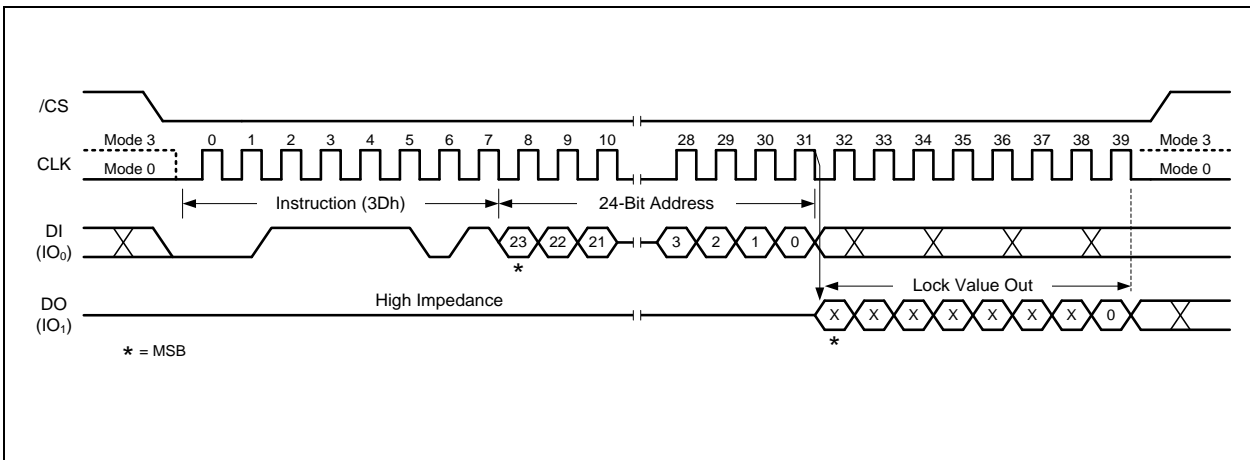 /CS
Mode 3 0 1 2 3 4 5 6 7 8 9 10 28 29 30 31 32 33 34 35 36 37 38 39 Mode 3
CLK
Mode 0 Mode 0
Instruction (3Dh) 24-Bit Address
DI
(IO₀)
23 22 21 3 2 1 0
*
Lock Value Out
High Impedance
DO
(IO₁)
X X X X X X X 0
*
* = MSB